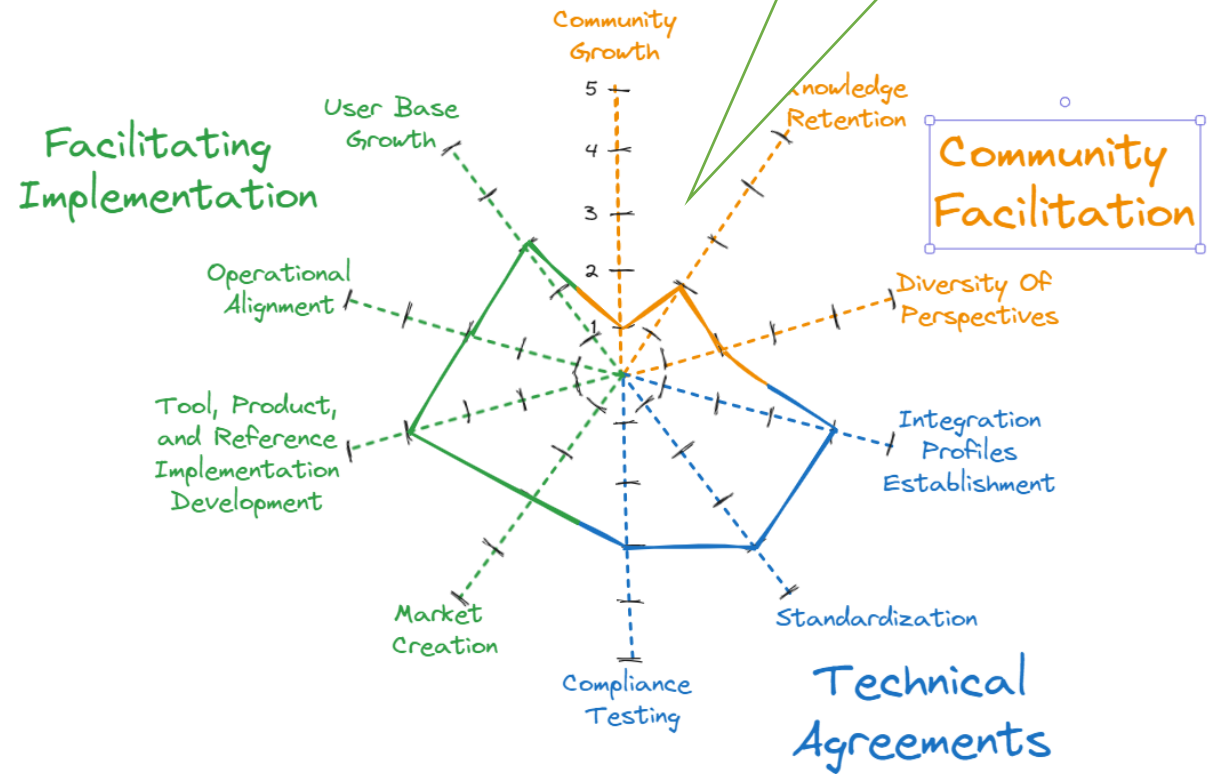 Community
Growth
nowledge
Retention
User Base
Growth
Facilitating
Implementation
Community
Facilitation
5
4
3
2
1
Operational
Alignment
Diversity Of
Perspectives
Tool, Product,
and Reference
Implementation
Development
Integration
Profiles
Establishment
Market
Creation
Standardization
Compliance
Testing
Technical
Agreements